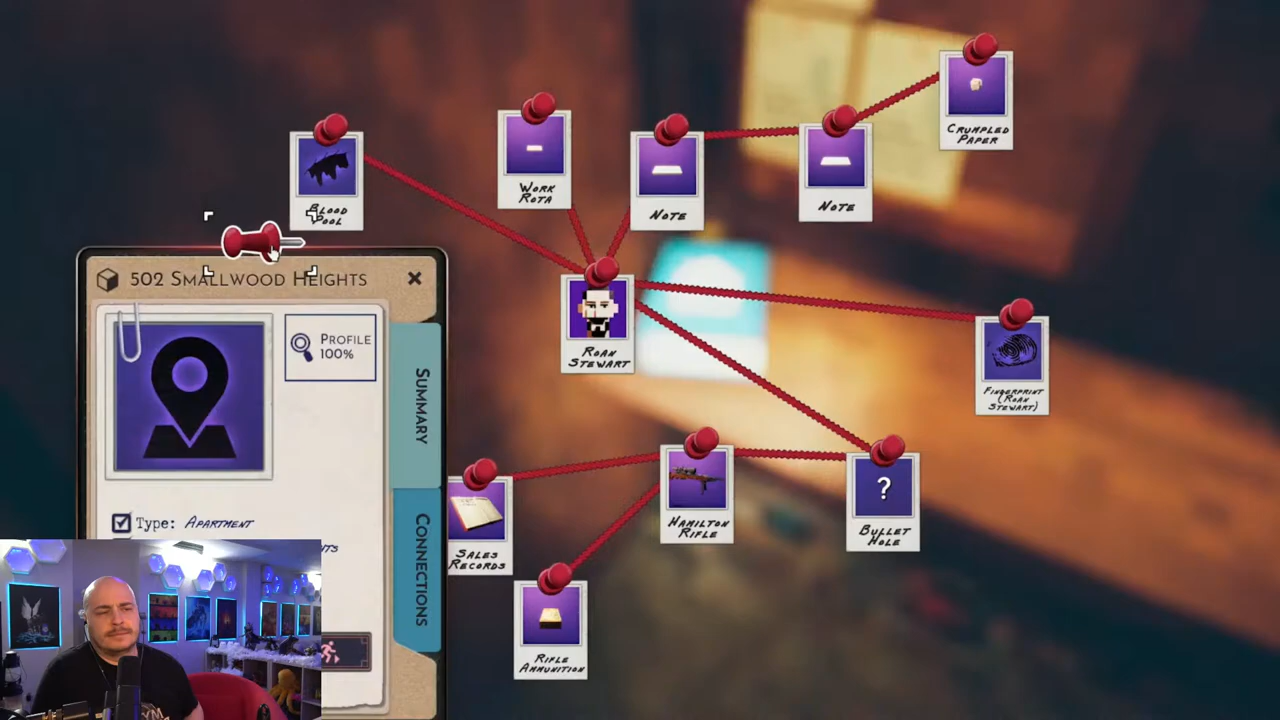 Crumpled
Paper
Work
Rota
Note
Note
Blood
Pool
502 Smallwood Heights
Profile
100%
Summary
Type: Apartment
Connections
Roan
Stewart
Fingerprint
(Roan
Stewart)
Sales
Records
Hamilton
Rifle
?
Bullet
Hole
Rifle
Ammunition